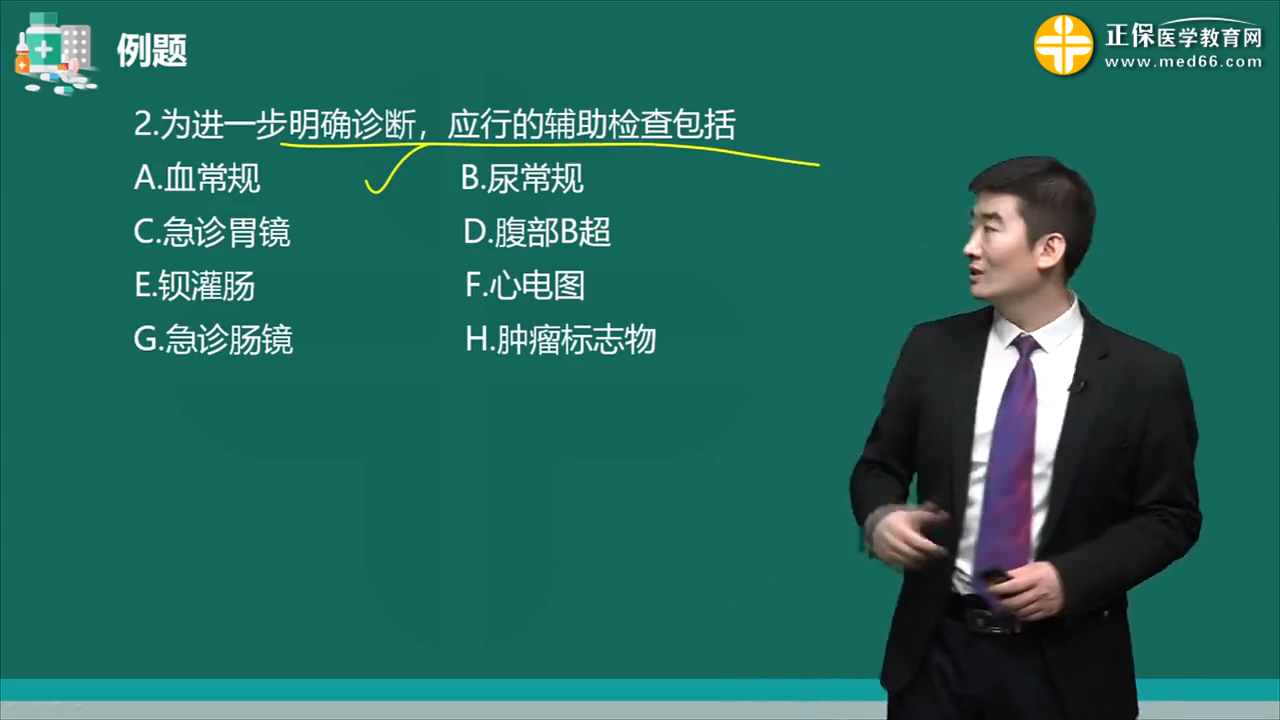 例题
正保医学教育网
www.med66.com
2.为进一步明确诊断，应行的辅助检查包括
A.血常规 B.尿常规
C.急诊胃镜 D.腹部B超
E.钡灌肠 F.心电图
G.急诊肠镜 H.肿瘤标志物